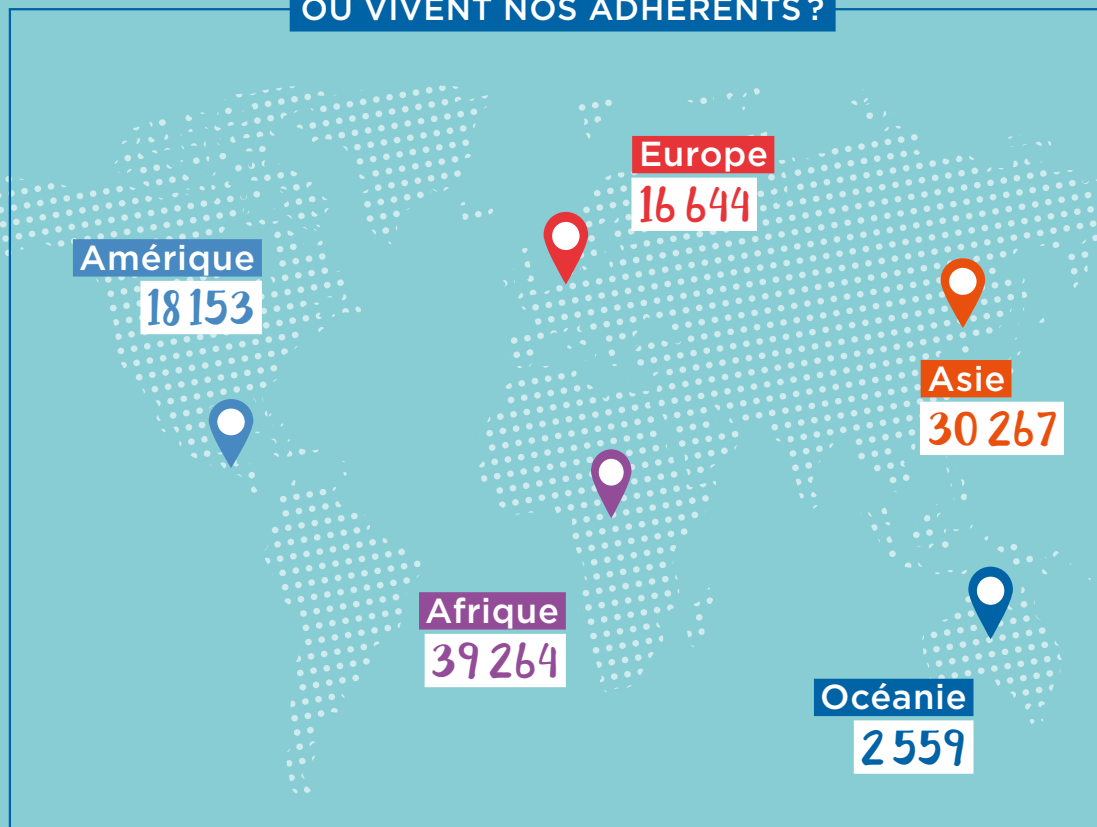 OÙ VIVENT NOS ADHÉRENTS ?
Europe
16 644
Amérique
18 153
Asie
30 267
Afrique
39 264
Océanie
2 559